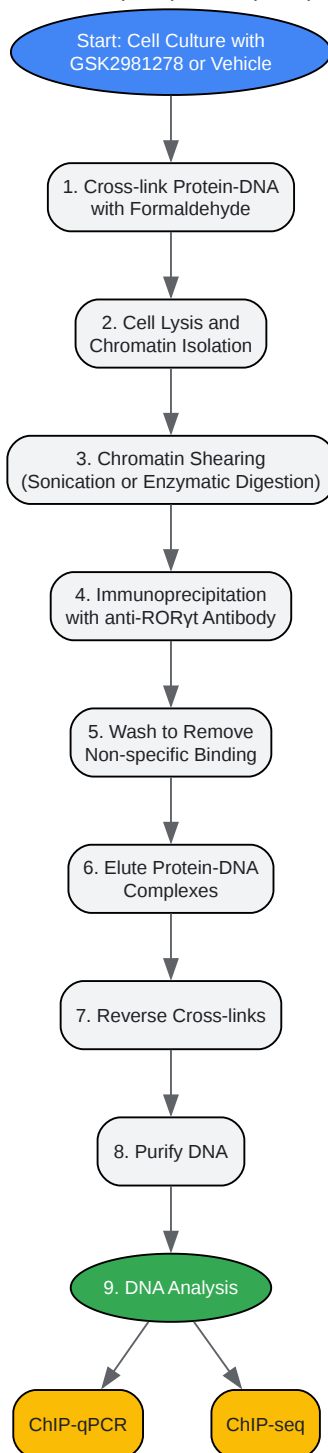 Start: Cell Culture with
GSK2981278 or Vehicle
1. Cross-link Protein-DNA
with Formaldehyde
2. Cell Lysis and
Chromatin Isolation
3. Chromatin Shearing
(Sonication or Enzymatic Digestion)
4. Immunoprecipitation
with anti-RORγt Antibody
5. Wash to Remove
Non-specific Binding
6. Elute Protein-DNA
Complexes
7. Reverse Cross-links
8. Purify DNA
9. DNA Analysis
ChIP-qPCR
ChIP-seq